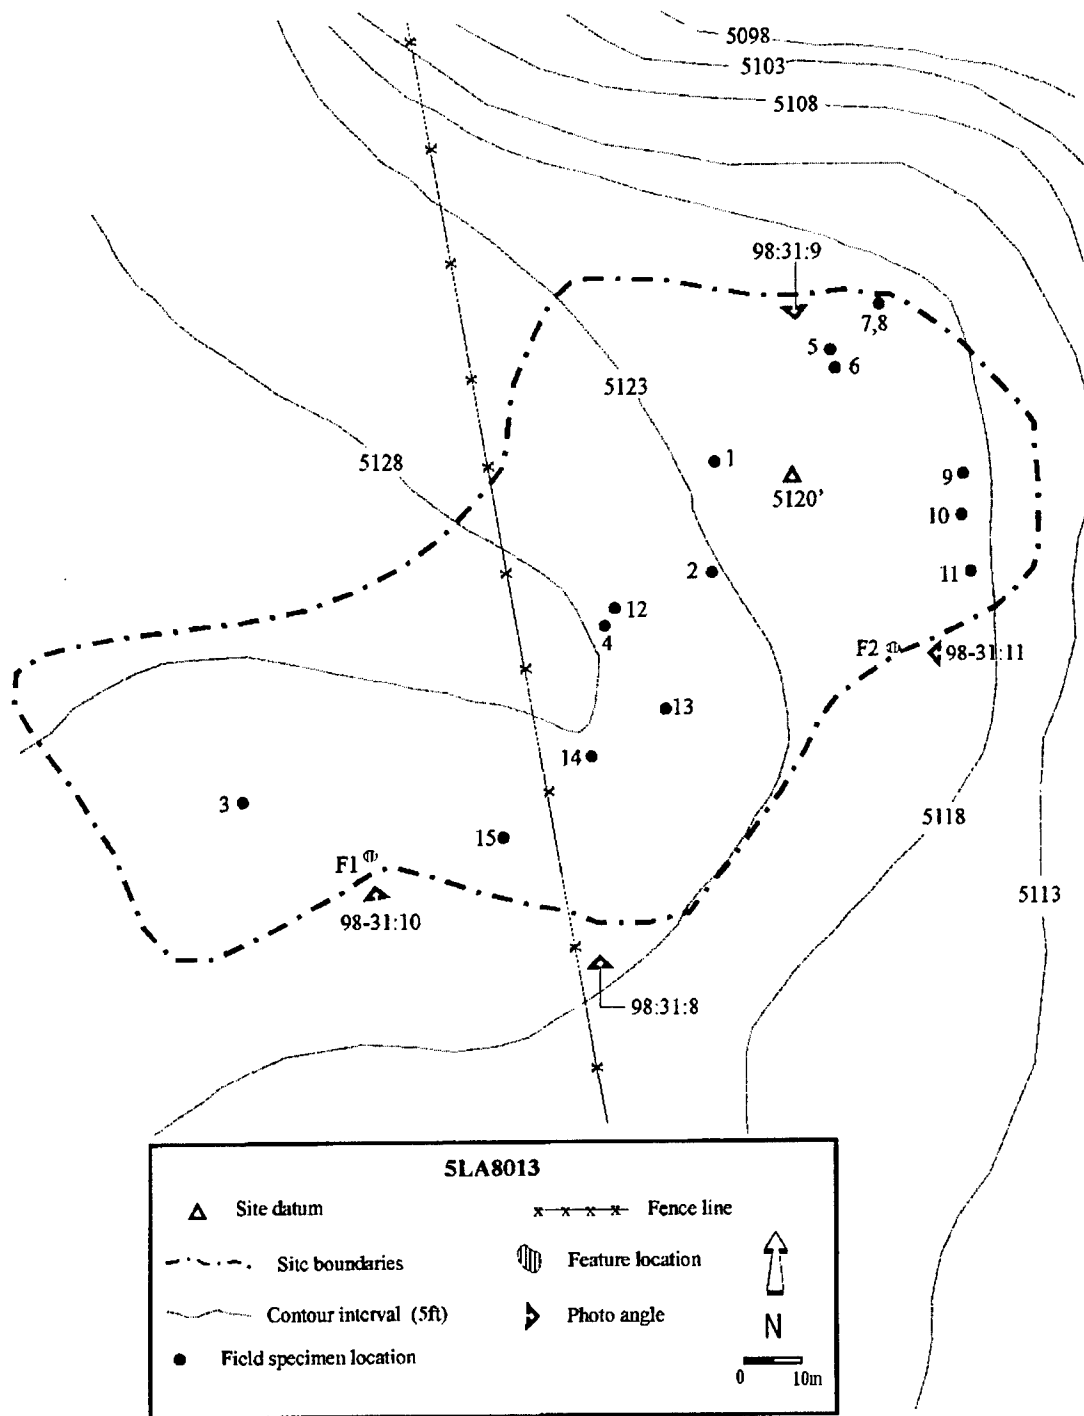 5098
5103
5108
98:31:9
7,8
5
6
5123
5128
1
5120'
9
10
2
11
12
4
F2
98-31:11
13
14
3
5118
15
F1
5113
98-31:10
98:31:8
5LA8013
Site datum
x x x x Fence line
Site boundaries
Feature location
Contour interval (5ft)
Photo angle
N
Field specimen location
0 10m